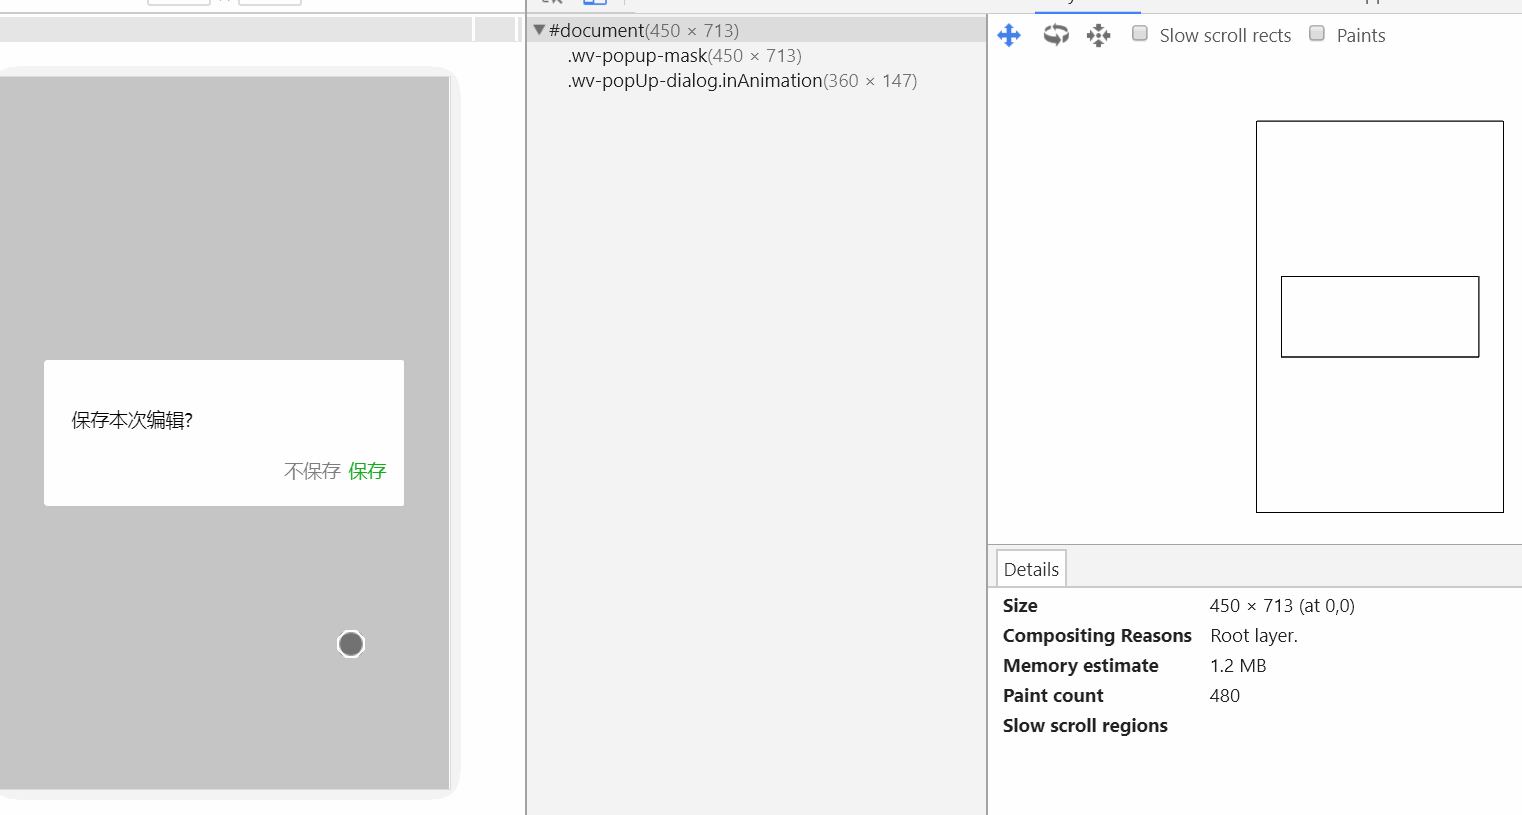 #document(450 × 713)
.wv-popup-mask(450 × 713)
.wv-popUp-dialog.inAnimation(360 × 147)
Slow scroll rects
Paints
保存本次编辑?
不保存 保存
Details
Size 450 × 713 (at 0,0)
Compositing Reasons Root layer.
Memory estimate 1.2 MB
Paint count 480
Slow scroll regions